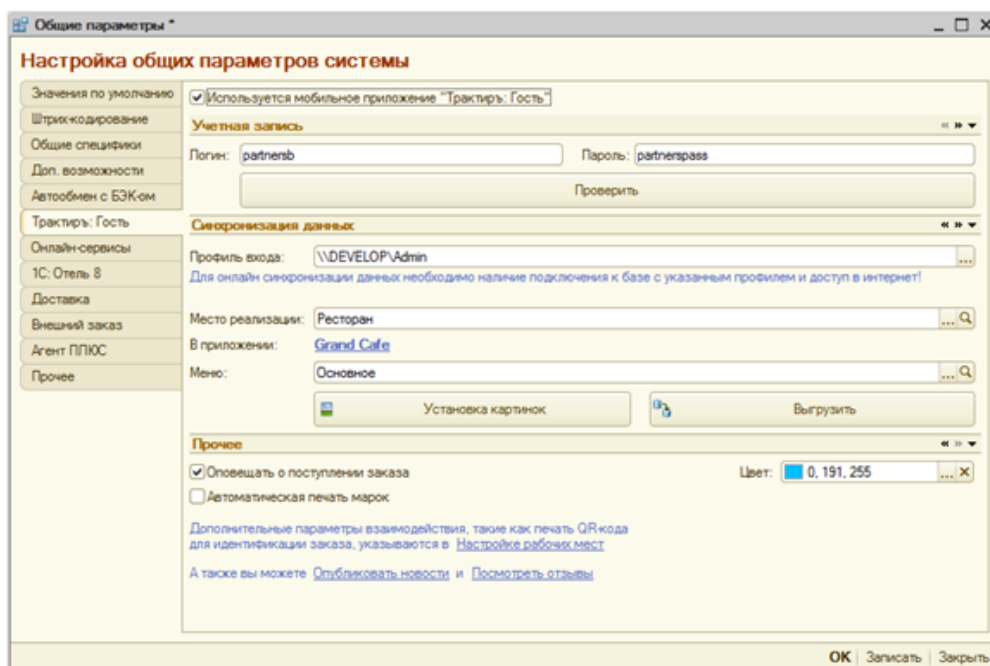 Общие параметры *
Настройка общих параметров системы
Значения по умолчанию
Штрих-кодирование
Общие специфики
Доп. возможности
Автообмен с БЭК-ом
Трактиръ: Гость
Онлайн-сервисы
1С: Отель 8
Доставка
Внешний заказ
Агент ПЛЮС
Прочее
Используется мобильное приложение "Трактиръ: Гость"
Учетная запись
Логин: partnersb Пароль: partnerspass
Проверить
Синхронизация данных
Профиль входа: \\DEVELOP\Admin ...
Для онлайн синхронизации данных необходимо наличие подключения к базе с указанным профилем и доступ в интернет!
Место реализации: Ресторан ...
В приложении: Grand Cafe
Меню: Основное ...
Установка картинок Выгрузить
Прочее
Оповещать о поступлении заказа Цвет: 0, 191, 255 ...
Автоматическая печать марок
Дополнительные параметры взаимодействия, такие как печать QR-кода
для идентификации заказа, указываются в Настройке рабочих мест
А также вы можете Опубликовать новости и Посмотреть отзывы
OK Записать Закрыть